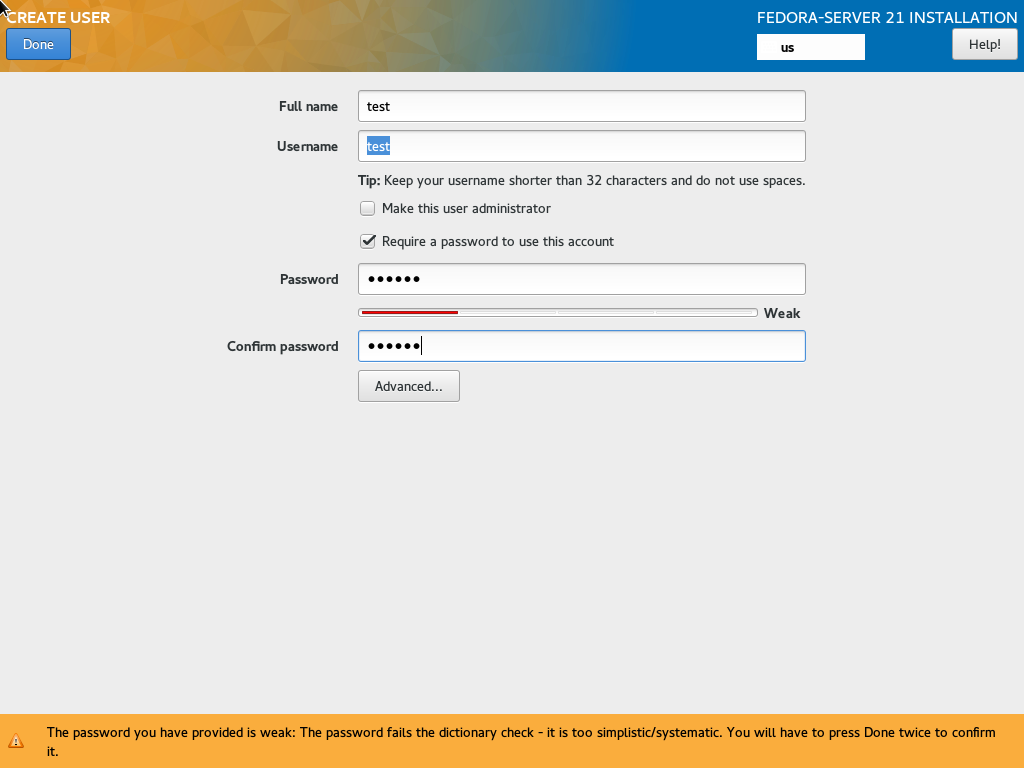 CREATE USER
FEDORA-SERVER 21 INSTALLATION
Done
us
Help!
Full name
test
Username
test
Tip: Keep your username shorter than 32 characters and do not use spaces.
Make this user administrator
Require a password to use this account
Password
●●●●●●
Weak
Confirm password
●●●●●●
Advanced...
The password you have provided is weak: The password fails the dictionary check - it is too simplistic/systematic. You will have to press Done twice to confirm
it.